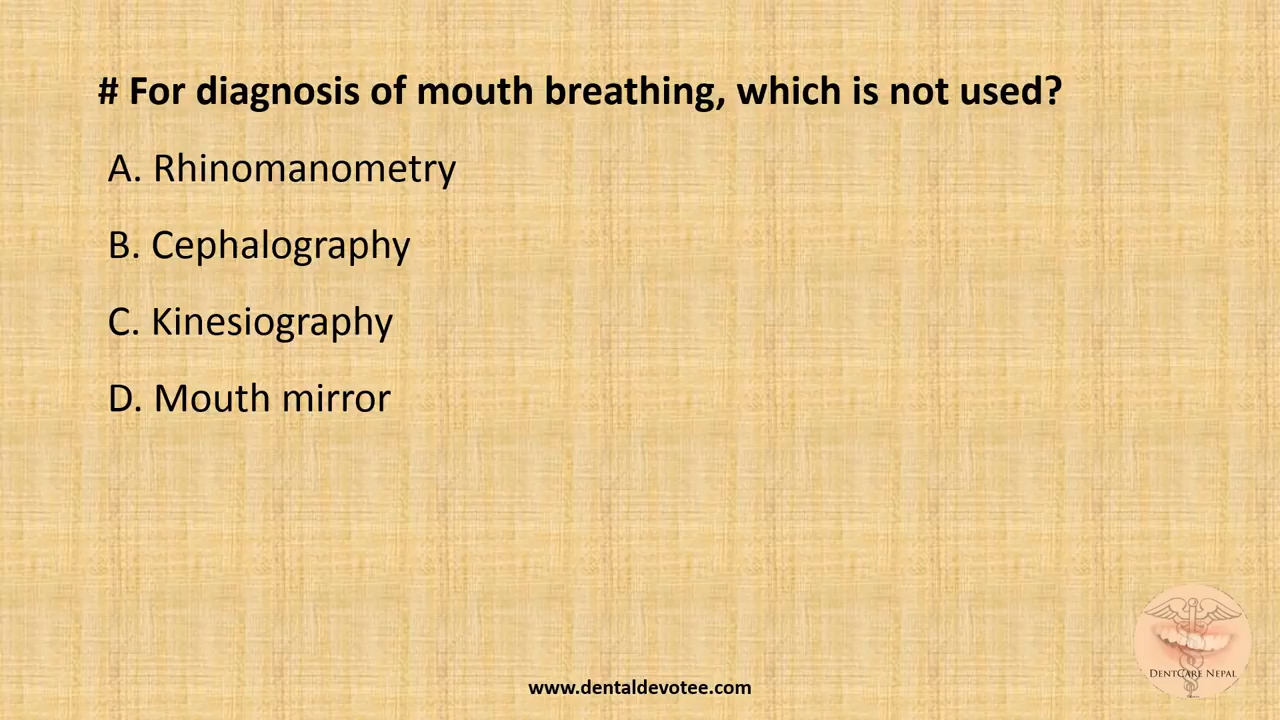 # For diagnosis of mouth breathing, which is not used?
A. Rhinomanometry
B. Cephalography
C. Kinesiography
D. Mouth mirror
DentCare Nepal
www.dentaldevotee.com